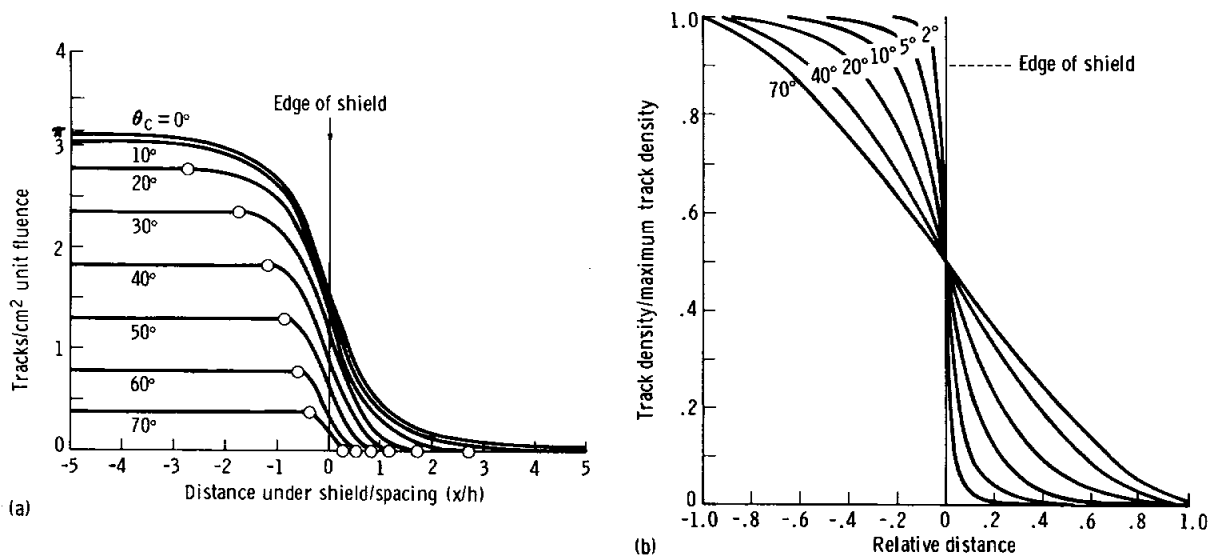 4
3
2
1
0
π
Tracks/cm² unit fluence
θC = 0°
10°
20°
30°
40°
50°
60°
70°
Edge of shield
-5 -4 -3 -2 -1 0 1 2 3 4 5
Distance under shield/spacing (x/h)
(a)
1.0
.8
.6
.4
.2
0
Track density/maximum track density
70° 40° 20° 10° 5° 2°
Edge of shield
-1.0 -.8 -.6 -.4 -.2 0 .2 .4 .6 .8 1.0
Relative distance
(b)